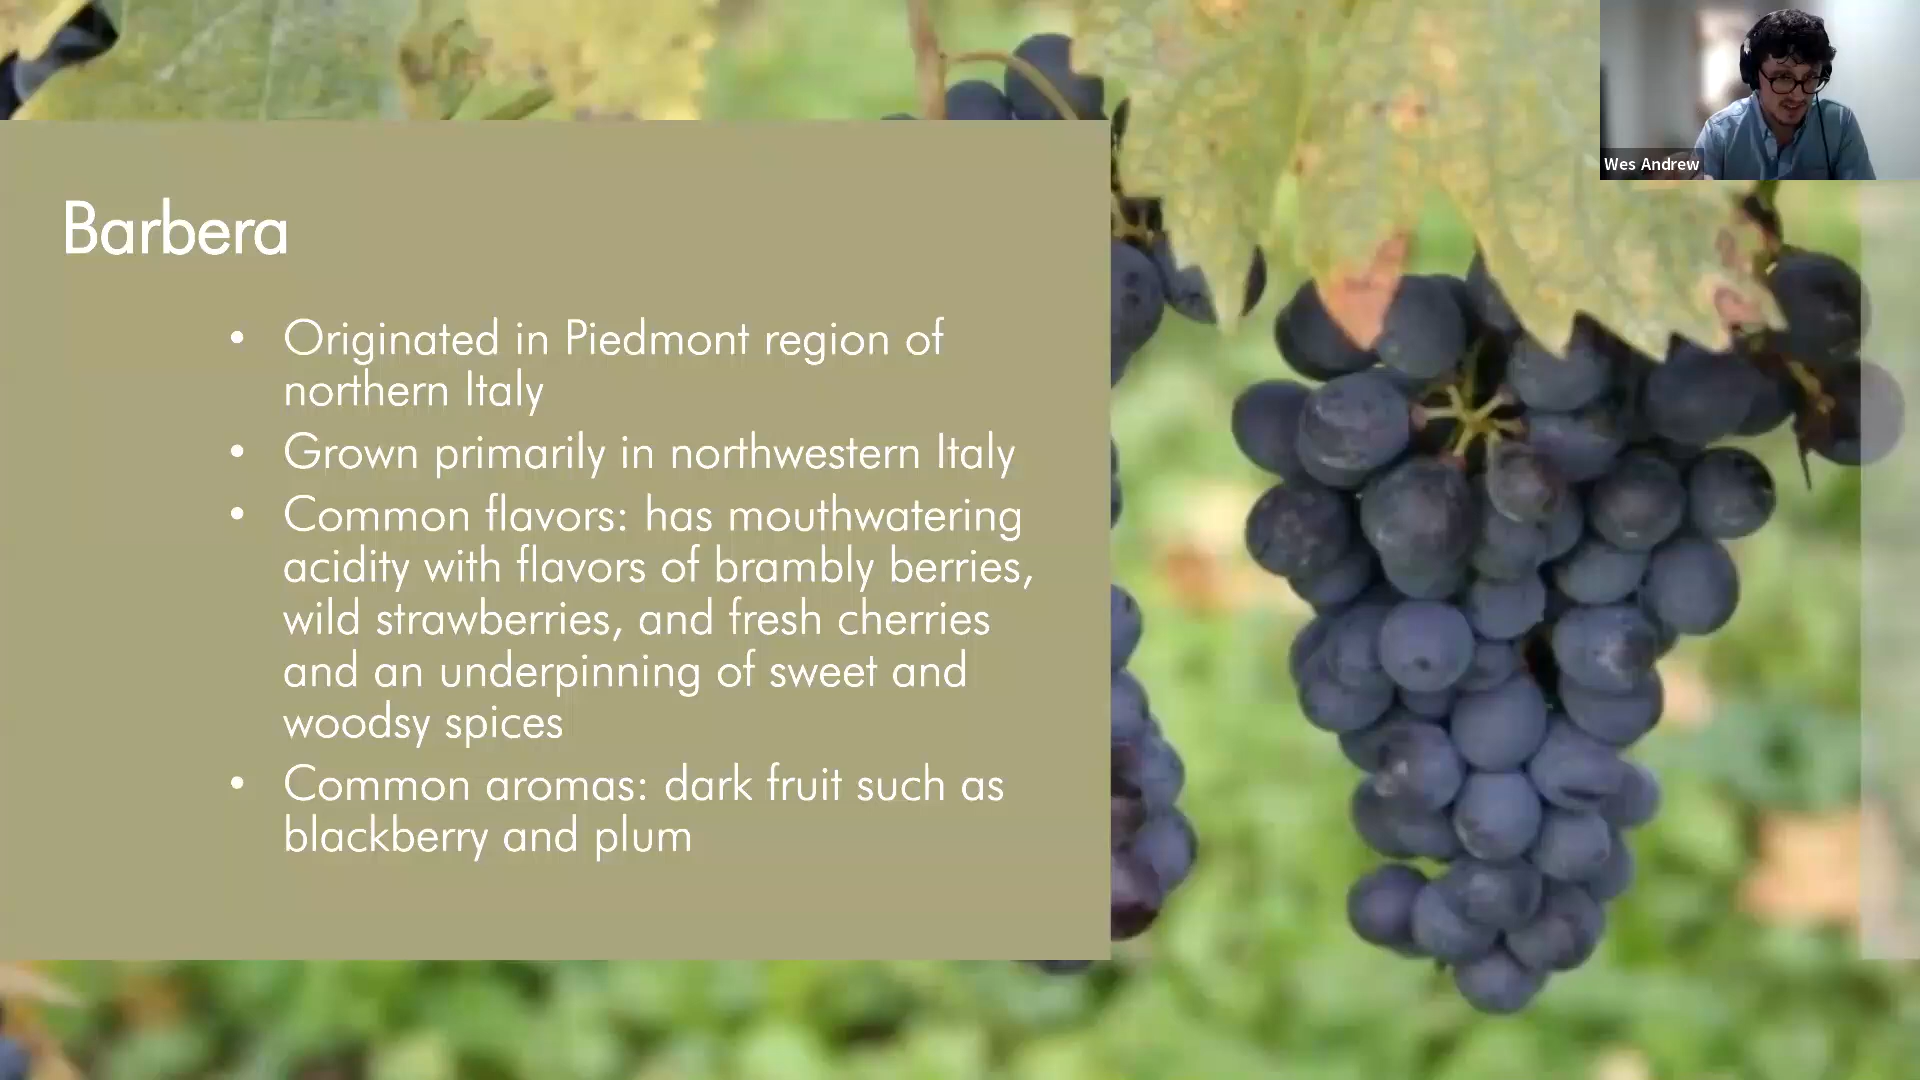 Barbera
• Originated in Piedmont region of
northern Italy
• Grown primarily in northwestern Italy
• Common flavors: has mouthwatering
acidity with flavors of brambly berries,
wild strawberries, and fresh cherries
and an underpinning of sweet and
woodsy spices
• Common aromas: dark fruit such as
blackberry and plum
Wes Andrew